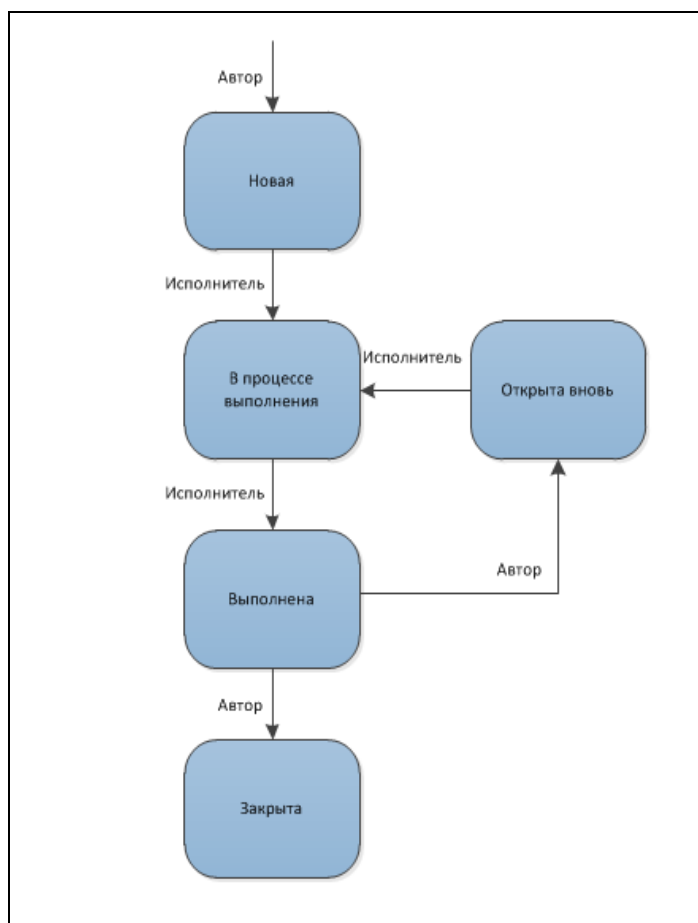 Автор
Новая
Исполнитель
Исполнитель
В процессе
выполнения
Открыта вновь
Исполнитель
Автор
Выполнена
Автор
Закрыта